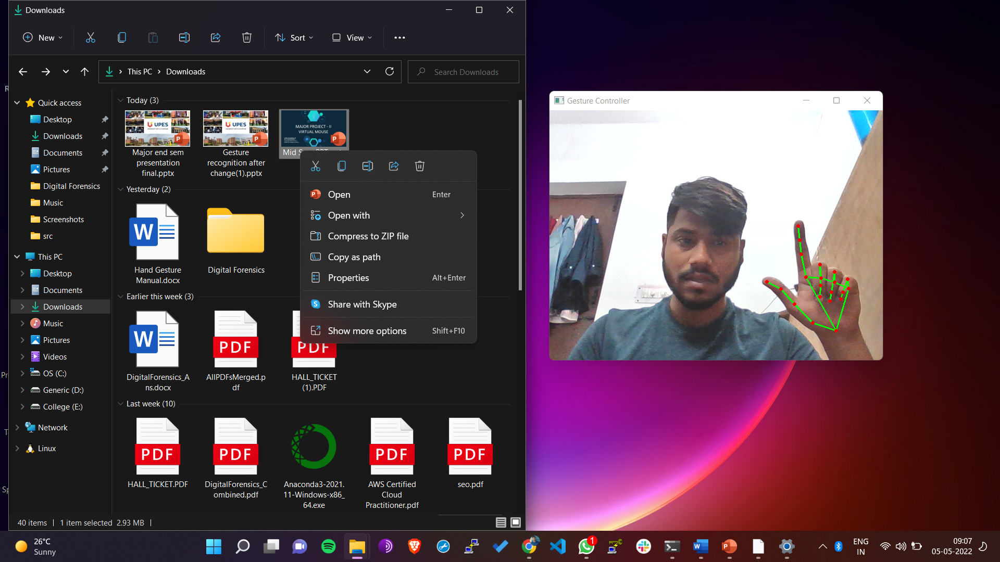 Downloads
New
Sort
View
This PC
Downloads
Search Downloads
Quick access
Desktop
Downloads
Documents
Pictures
Digital Forensics
Music
Screenshots
src
This PC
Desktop
Documents
Downloads
Music
Pictures
Videos
OS (C:)
Generic (D:)
College (E:)
Network
Linux
Today (3)
UPES
UPES
MAJOR PROJECT - II
VIRTUAL MOUSE
Major end sem
presentation
final.pptx
Gesture
recognition after
change(1).pptx
Mid
Yesterday (2)
W
Hand Gesture
Manual.docx
Digital Forensics
Earlier this week (3)
W
DigitalForensics_A
ns.docx
PDF
AllPDFsMerged.p
df
PDF
HALL_TICKET
(1).PDF
Last week (10)
PDF
HALL_TICKET.PDF
PDF
DigitalForensics_C
ombined.pdf
Anaconda3-2021.
11-Windows-x86_
64.exe
PDF
AWS Certified
Cloud
Practitioner.pdf
PDF
seo.pdf
Open Enter
Open with
Compress to ZIP file
Copy as path
Properties Alt+Enter
Share with Skype
Show more options Shift+F10
40 items
1 item selected 2.93 MB
Gesture Controller
26°C
Sunny
1
ENG
IN
09:07
05-05-2022